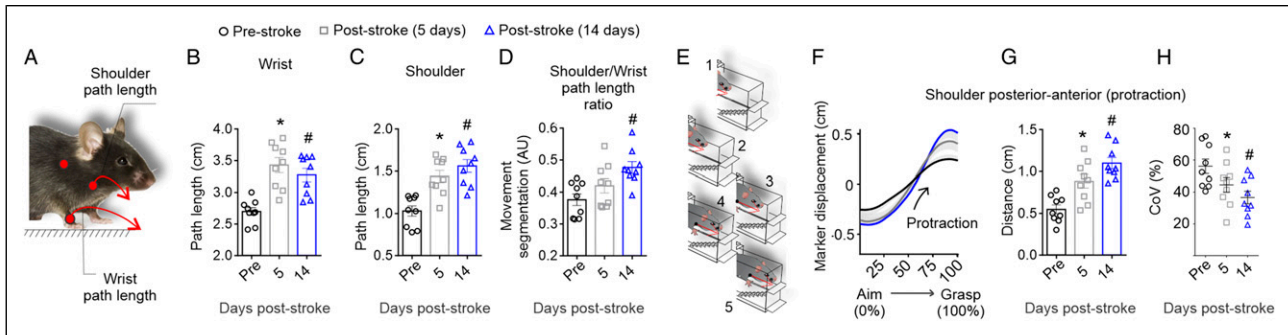 Pre-stroke Post-stroke (5 days) Post-stroke (14 days)
A
Shoulder
path length
Wrist
path length
B
Wrist
Path length (cm)
4.0
3.5
3.0
2.5
2.0
*
#
Pre
5
14
Days post-stroke
C
Shoulder
Path length (cm)
2.0
1.5
1.0
0.5
*
#
Pre
5
14
Days post-stroke
D
Shoulder/Wrist
path length
ratio
Movement
segmentation (AU)
0.6
0.5
0.4
0.3
0.2
#
Pre
5
14
Days post-stroke
E
1
2
3
4
5
F
Shoulder posterior-anterior (protraction)
Marker displacement (cm)
0.5
0
-0.5
Protraction
25
50
75
100
Aim
(0%)
Grasp
(100%)
G
Distance (cm)
1.5
1.0
0.5
0.0
*
#
Pre
5
14
Days post-stroke
H
CoV (%)
80
60
40
20
*
#
Pre
5
14
Days post-stroke